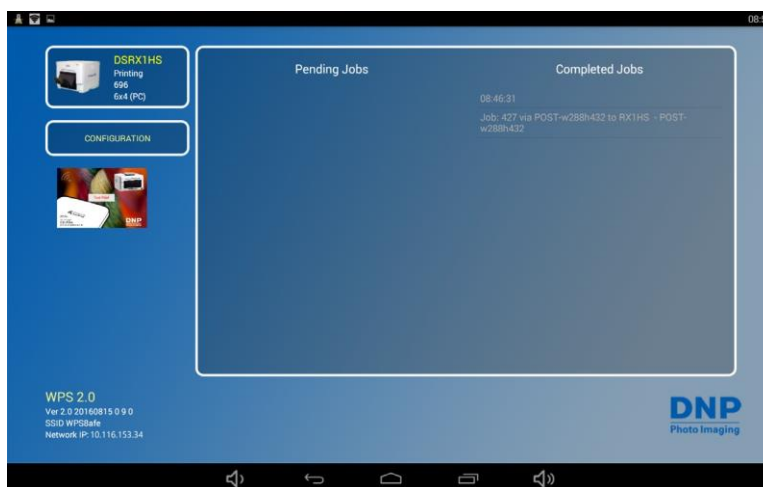 08:
DSRX1HS
Printing
696
6x4 (PC)
CONFIGURATION
DNP
Pending Jobs
Completed Jobs
08:46:31
Job: 427 via POST-w288h432 to RX1HS - POST-
w288h432
WPS 2.0
Ver 2.0 20160815 0 9 0
SSID WPSBafe
Network IP: 10.116.153.34
DNP
Photo Imaging